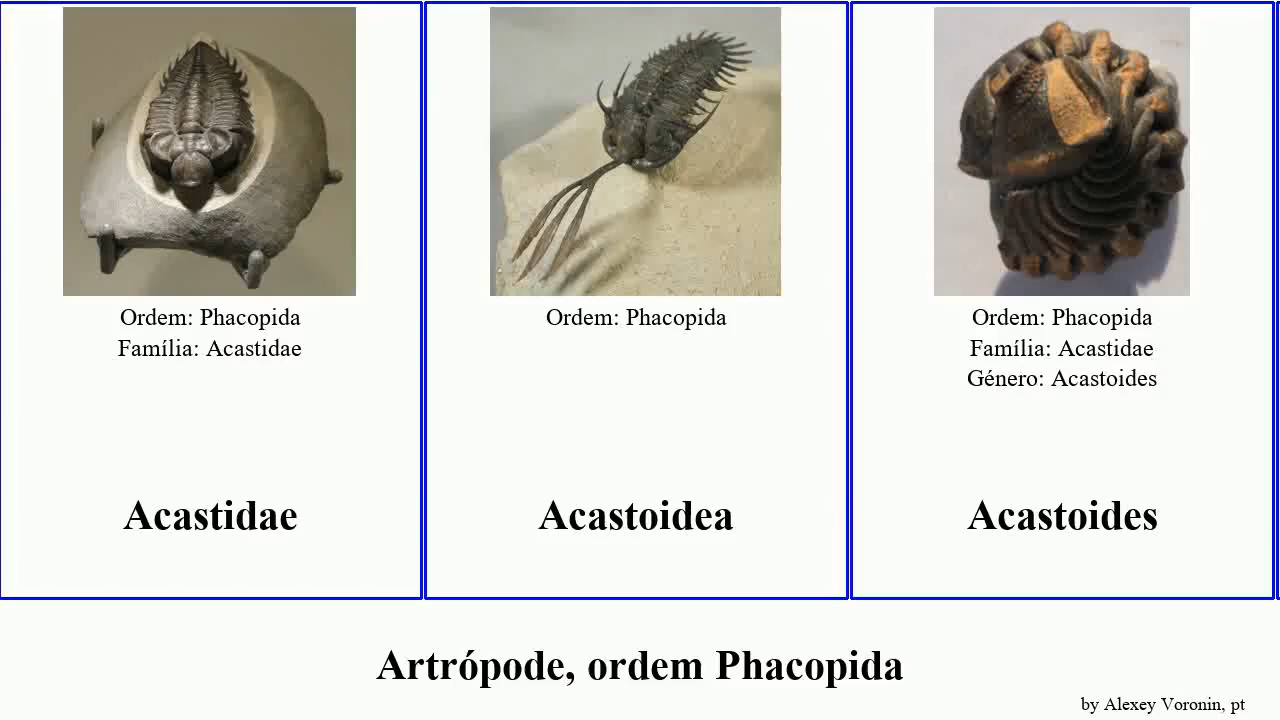 Ordem: Phacopida
Família: Acastidae
Acastidae
Ordem: Phacopida
Acastoidea
Ordem: Phacopida
Família: Acastidae
Género: Acastoides
Acastoides
Artrópode, ordem Phacopida
by Alexey Voronin, pt